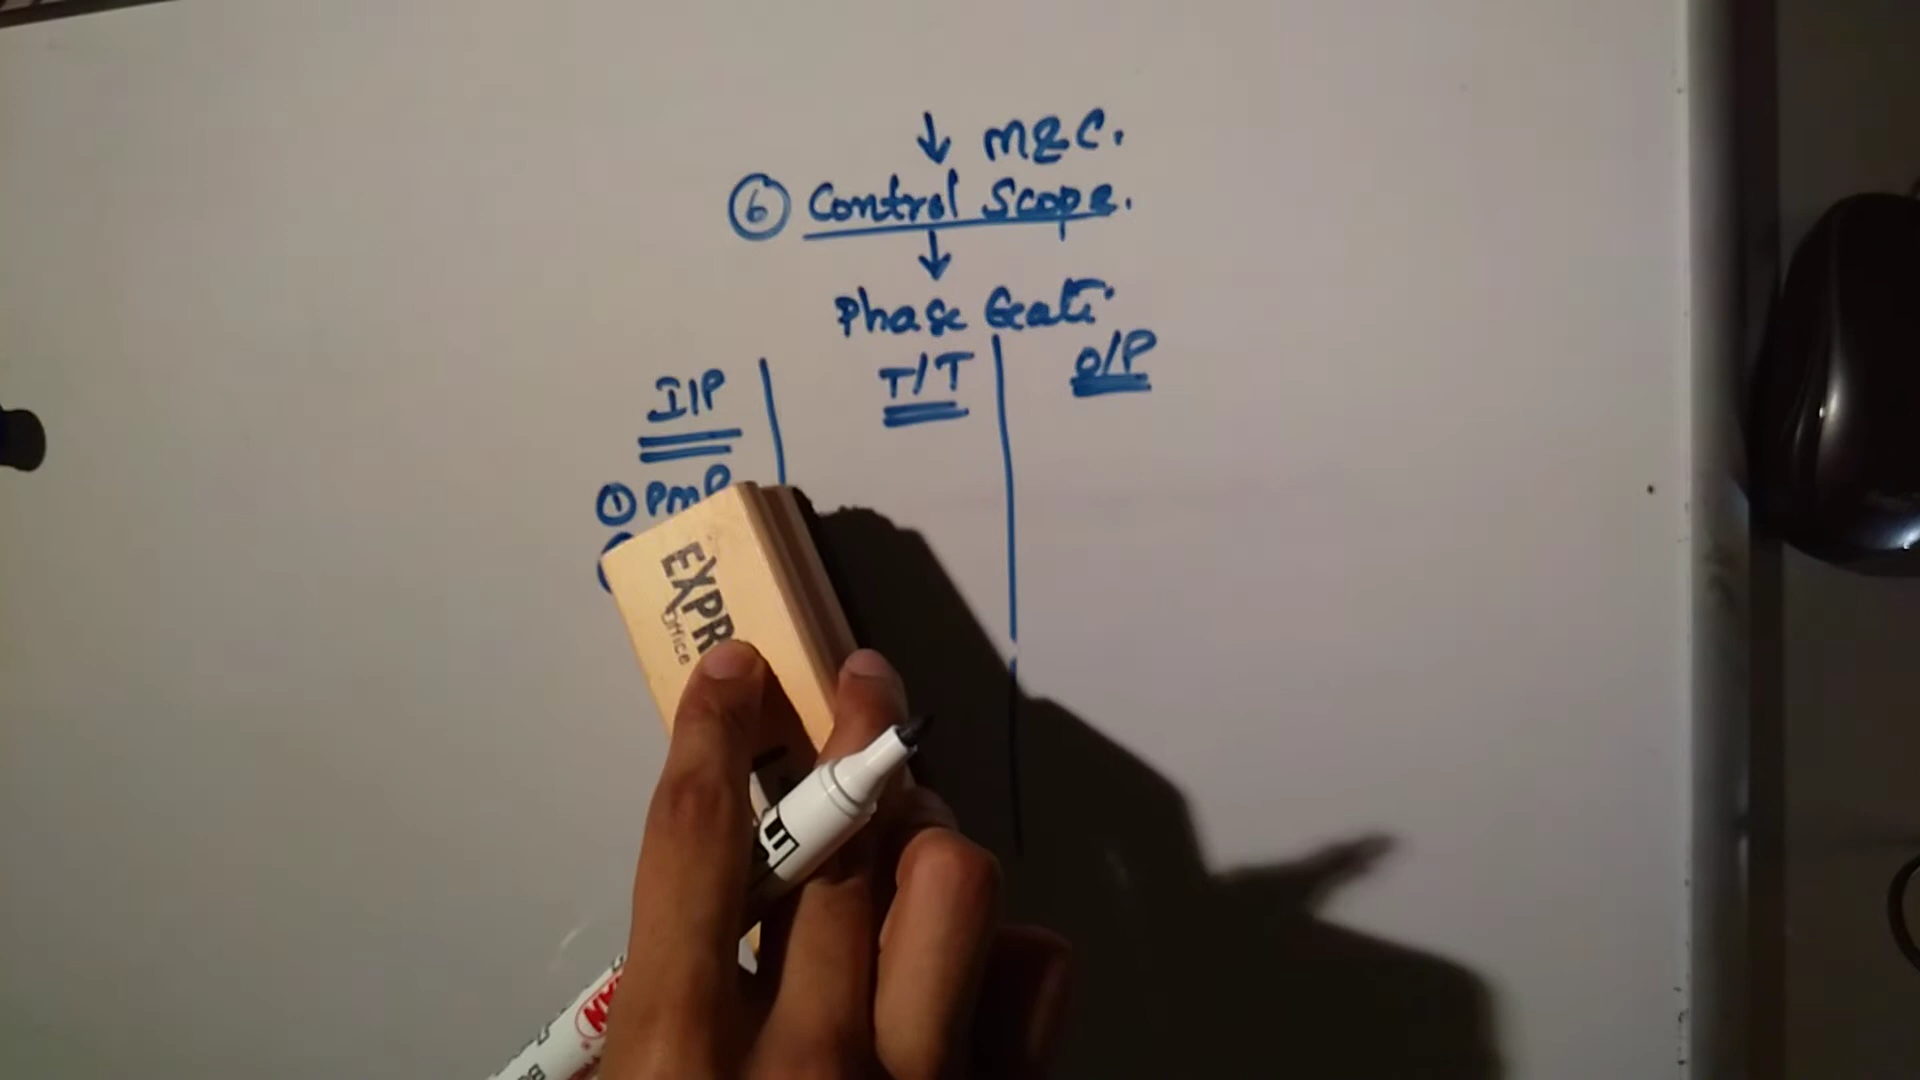 ↓ M&C.
⑥ Control Scope.
↓
Phase Gate
I/P
T/T
O/P
① PMP
EXPR
Office